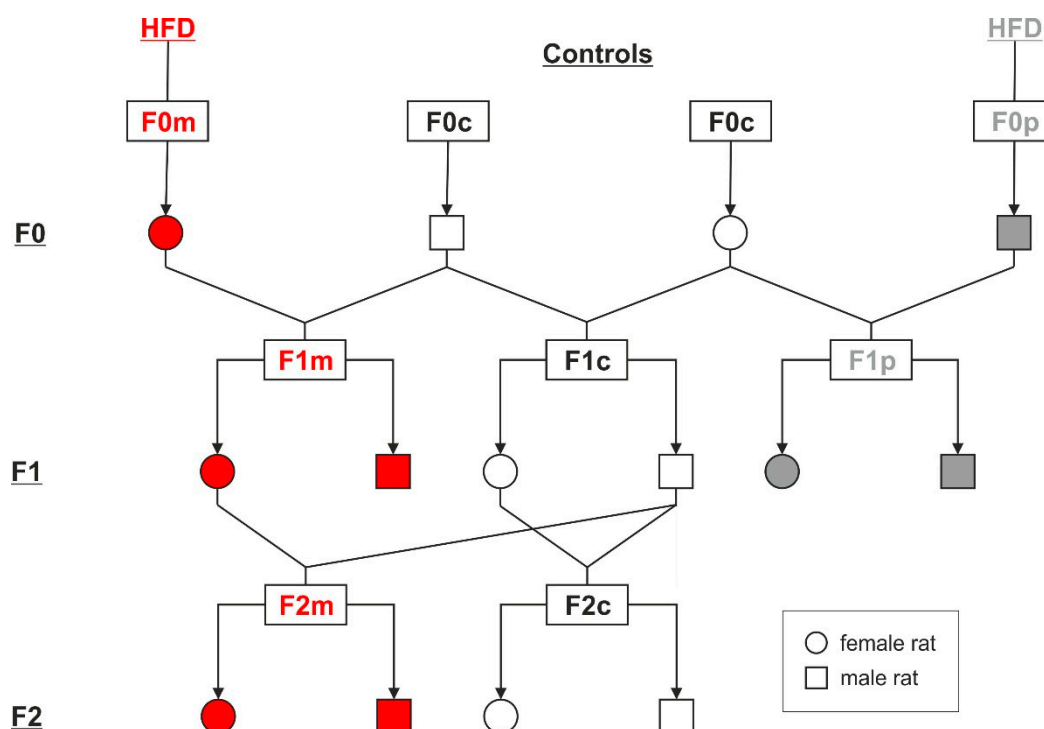 HFD
HFD
Controls
F0m
F0c
F0c
F0p
F0
F1m
F1c
F1p
F1
F2m
F2c
female rat
male rat
F2